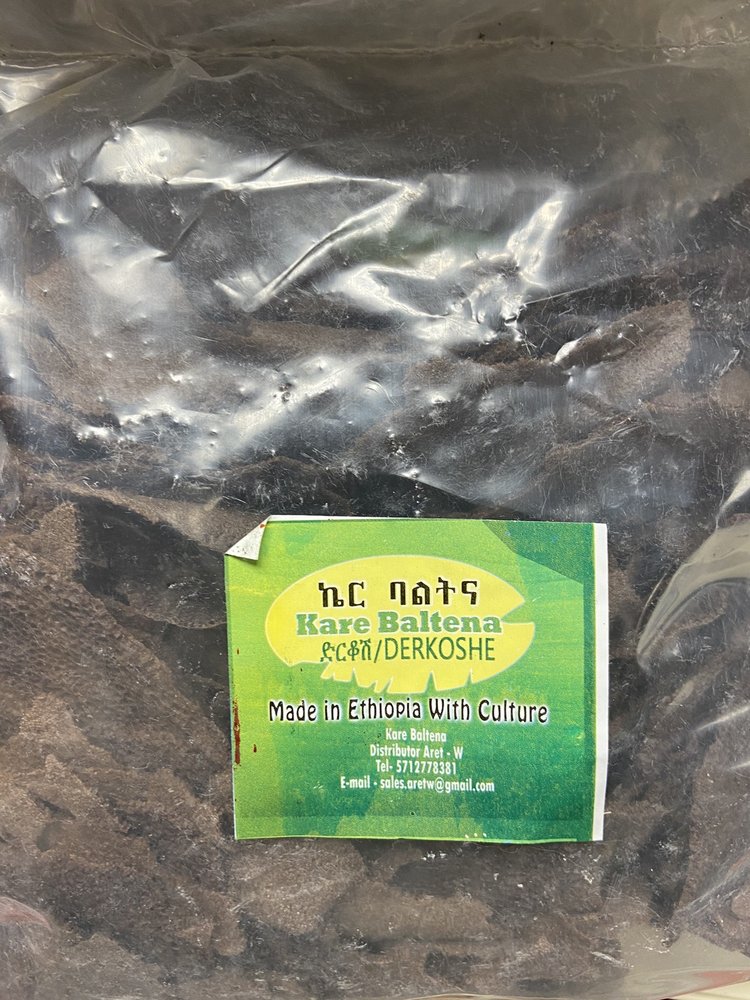 ኬር ባልትና
Kare Baltena
ድርቆሽ/DERKOSHE
Made in Ethiopia With Culture
Kare Baltena
Distributor Aret - W
Tel- 5712778381
E-mail - sales.aretw@gmail.com